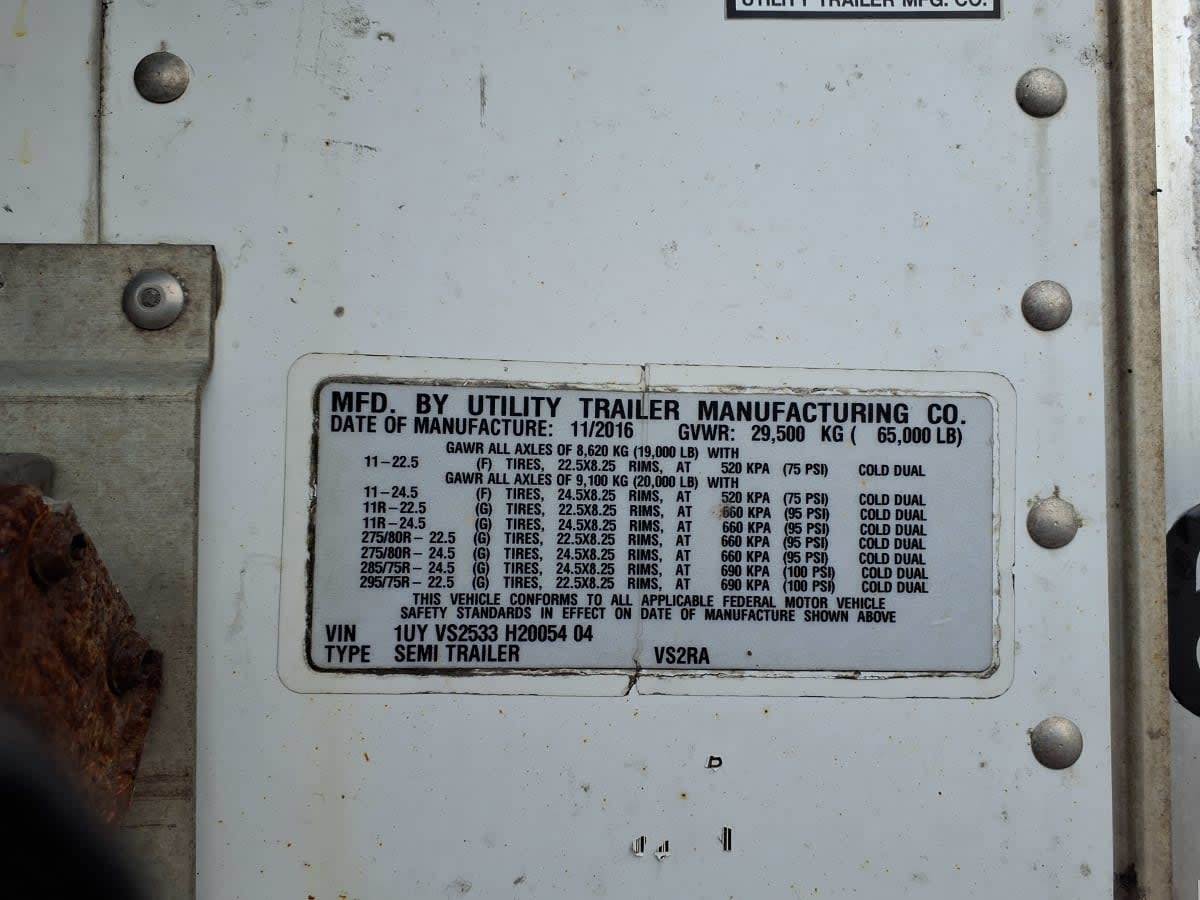 UTILITY TRAILER MFG. CO.
MFD. BY UTILITY TRAILER MANUFACTURING CO.
DATE OF MANUFACTURE: 11/2016 GVWR: 29,500 KG ( 65,000 LB)
GAWR ALL AXLES OF 8,620 KG (19,000 LB) WITH
11-22.5 (F) TIRES, 22.5X8.25 RIMS, AT 520 KPA (75 PSI) COLD DUAL
GAWR ALL AXLES OF 9,100 KG (20,000 LB) WITH
11-24.5 (F) TIRES, 24.5X8.25 RIMS, AT 520 KPA (75 PSI) COLD DUAL
11R-22.5 (G) TIRES, 22.5X8.25 RIMS, AT 660 KPA (95 PSI) COLD DUAL
11R-24.5 (G) TIRES, 24.5X8.25 RIMS, AT 660 KPA (95 PSI) COLD DUAL
275/80R-22.5 (G) TIRES, 22.5X8.25 RIMS, AT 660 KPA (95 PSI) COLD DUAL
275/80R-24.5 (G) TIRES, 24.5X8.25 RIMS, AT 660 KPA (95 PSI) COLD DUAL
285/75R-24.5 (G) TIRES, 24.5X8.25 RIMS, AT 690 KPA (100 PSI) COLD DUAL
295/75R-22.5 (G) TIRES, 22.5X8.25 RIMS, AT 690 KPA (100 PSI) COLD DUAL
THIS VEHICLE CONFORMS TO ALL APPLICABLE FEDERAL MOTOR VEHICLE
SAFETY STANDARDS IN EFFECT ON DATE OF MANUFACTURE SHOWN ABOVE
VIN 1UY VS2533 H20054 04
TYPE SEMI TRAILER VS2RA